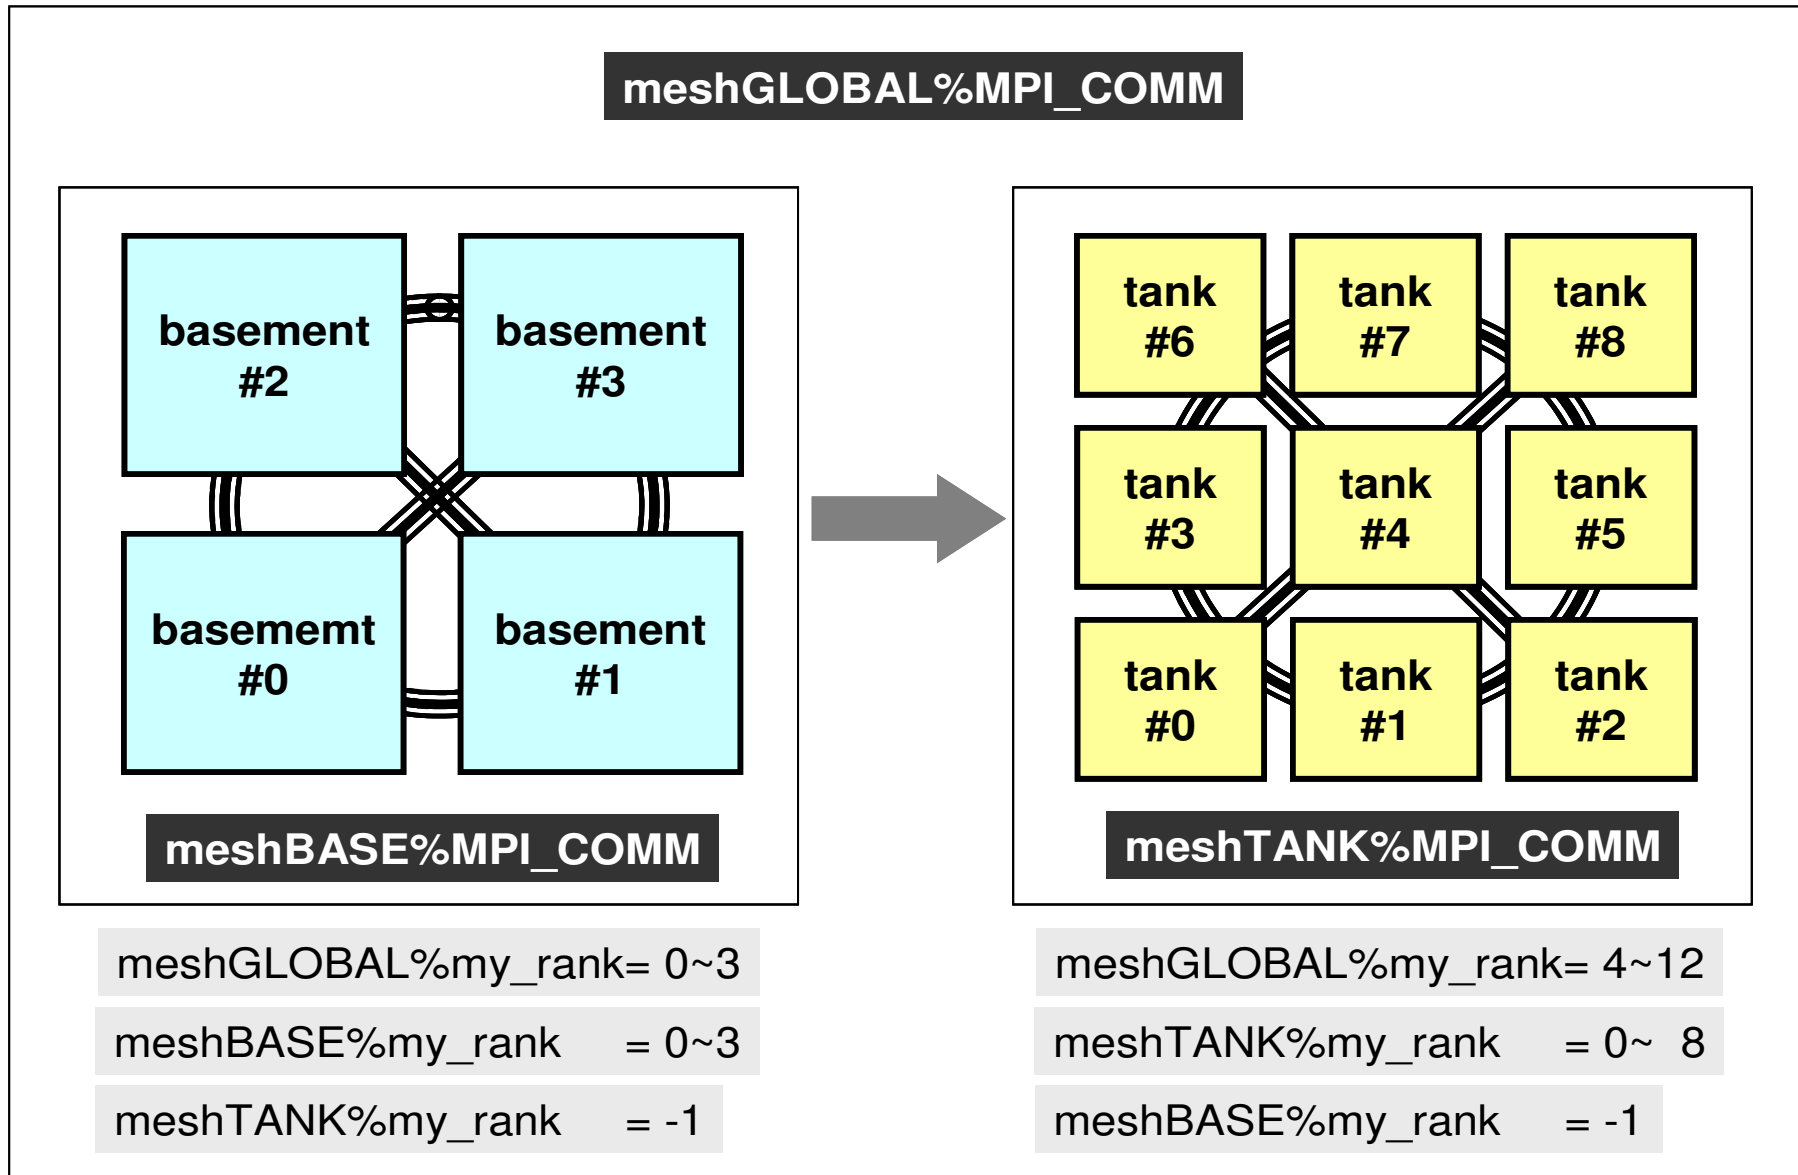 meshGLOBAL%MPI_COMM
basement
#2
basement
#3
basememt
#0
basement
#1
meshBASE%MPI_COMM
tank
#6
tank
#7
tank
#8
tank
#3
tank
#4
tank
#5
tank
#0
tank
#1
tank
#2
meshTANK%MPI_COMM
meshGLOBAL%my_rank= 0~3
meshBASE%my_rank = 0~3
meshTANK%my_rank = -1
meshGLOBAL%my_rank= 4~12
meshTANK%my_rank = 0~ 8
meshBASE%my_rank = -1